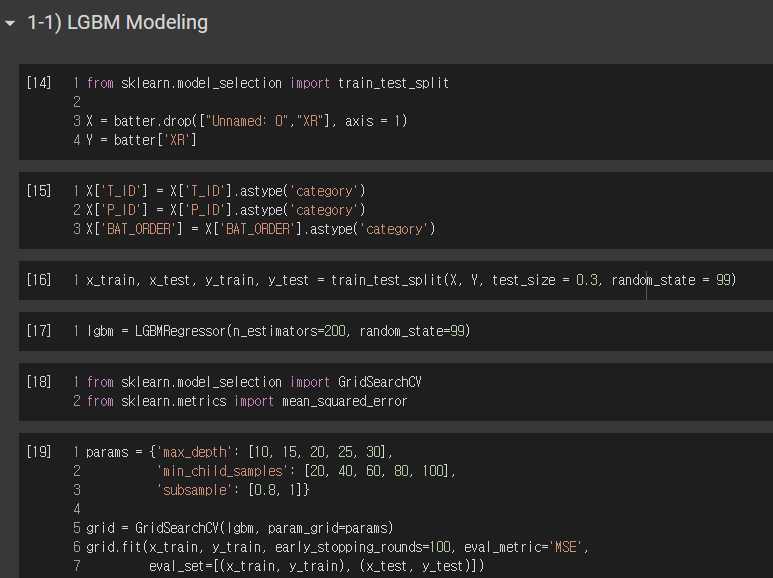 1-1) LGBM Modeling
[14] 1 from sklearn.model_selection import train_test_split
2
3 X = batter.drop(["Unnamed: 0","XR"], axis = 1)
4 Y = batter['XR']
[15] 1 X['T_ID'] = X['T_ID'].astype('category')
2 X['P_ID'] = X['P_ID'].astype('category')
3 X['BAT_ORDER'] = X['BAT_ORDER'].astype('category')
[16] 1 x_train, x_test, y_train, y_test = train_test_split(X, Y, test_size = 0.3, random_state = 99)
[17] 1 lgbm = LGBMRegressor(n_estimators=200, random_state=99)
[18] 1 from sklearn.model_selection import GridSearchCV
2 from sklearn.metrics import mean_squared_error
[19] 1 params = {'max_depth': [10, 15, 20, 25, 30],
2 'min_child_samples': [20, 40, 60, 80, 100],
3 'subsample': [0.8, 1]}
4
5 grid = GridSearchCV(lgbm, param_grid=params)
6 grid.fit(x_train, y_train, early_stopping_rounds=100, eval_metric='MSE',
7 eval_set=[(x_train, y_train), (x_test, y_test)])